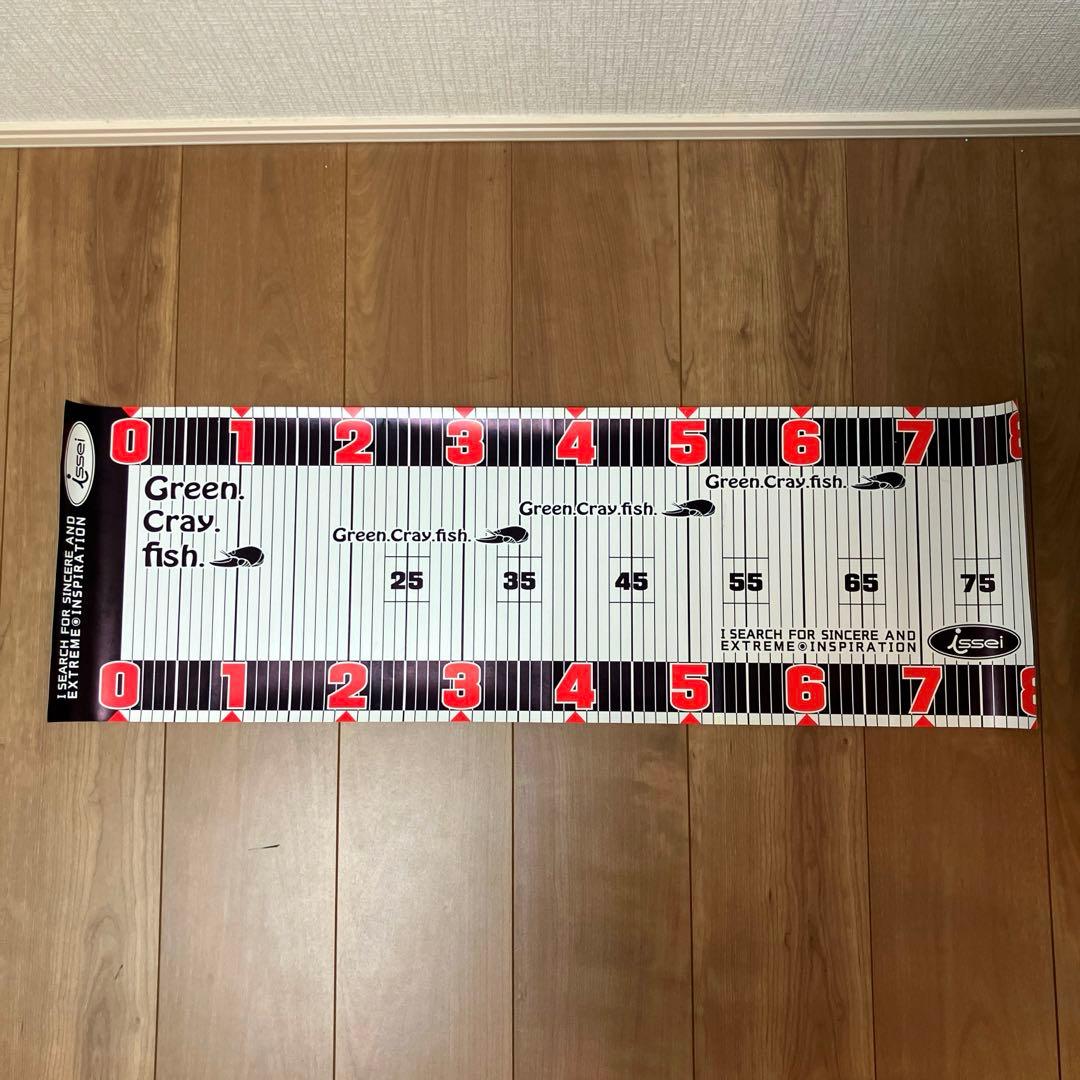 0 1 2 3 4 5 6 7 8
issei
I SEARCH FOR SINCERE AND
EXTREME INSPIRATION
Green.
Cray.
fish.
Green.Cray.fish.
Green.Cray.fish.
Green.Cray.fish.
25 35 45 55 65 75
I SEARCH FOR SINCERE AND
EXTREME INSPIRATION
issei
0 1 2 3 4 5 6 7 8